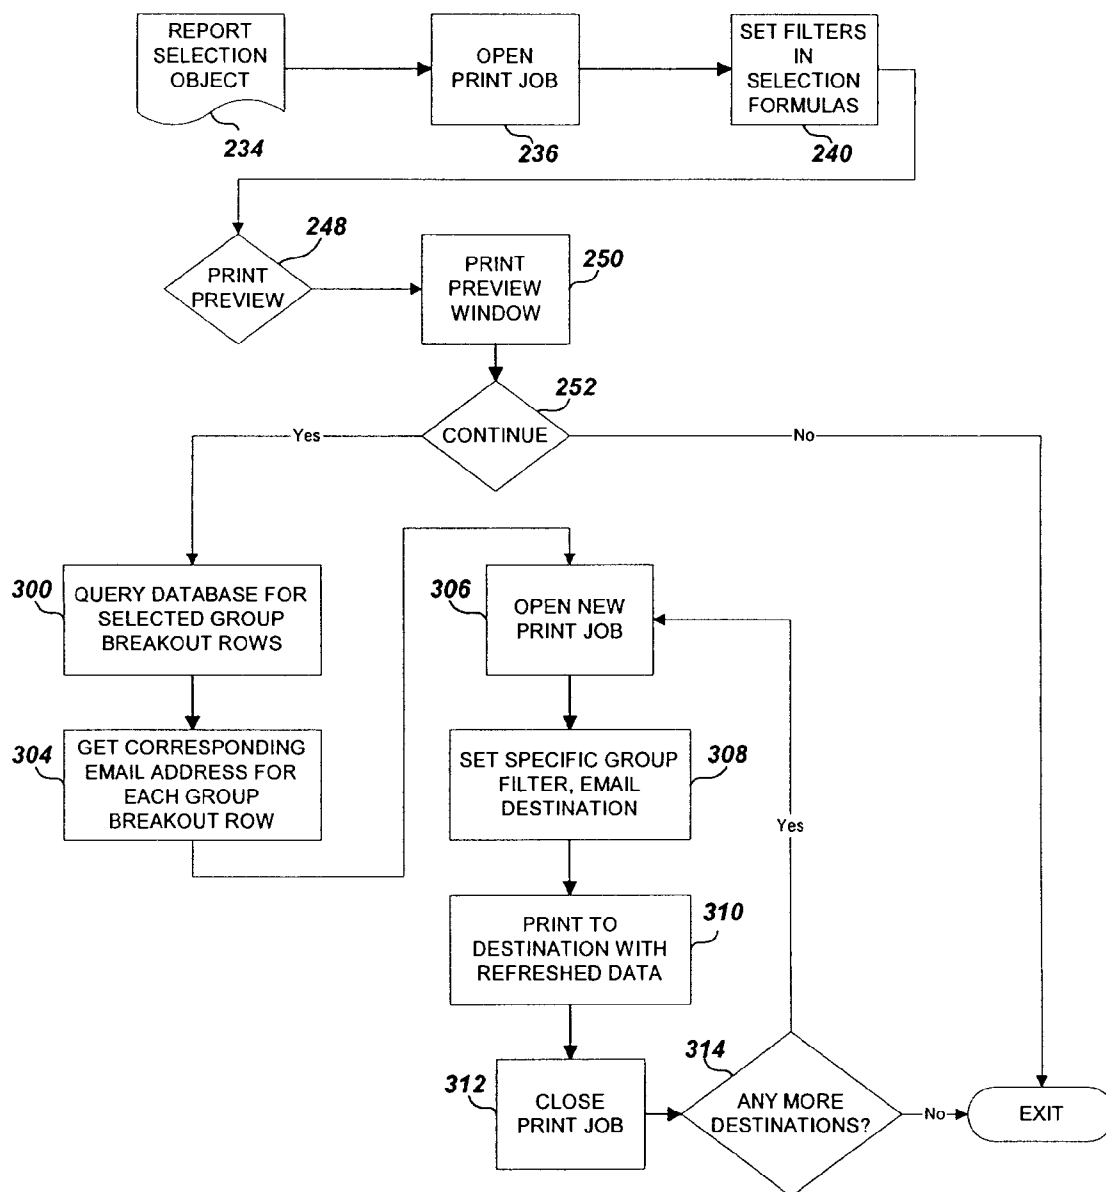 REPORT
SELECTION
OBJECT
234
OPEN
PRINT JOB
236
SET FILTERS
IN
SELECTION
FORMULAS
240
PRINT
PREVIEW
248
PRINT
PREVIEW
WINDOW
250
CONTINUE
252
Yes
No
300
QUERY DATABASE FOR
SELECTED GROUP
BREAKOUT ROWS
304
GET CORRESPONDING
EMAIL ADDRESS FOR
EACH GROUP
BREAKOUT ROW
306
OPEN NEW
PRINT JOB
SET SPECIFIC GROUP
FILTER, EMAIL
DESTINATION
308
PRINT TO
DESTINATION WITH
REFRESHED DATA
310
312
CLOSE
PRINT JOB
314
ANY MORE
DESTINATIONS?
Yes
No
EXIT